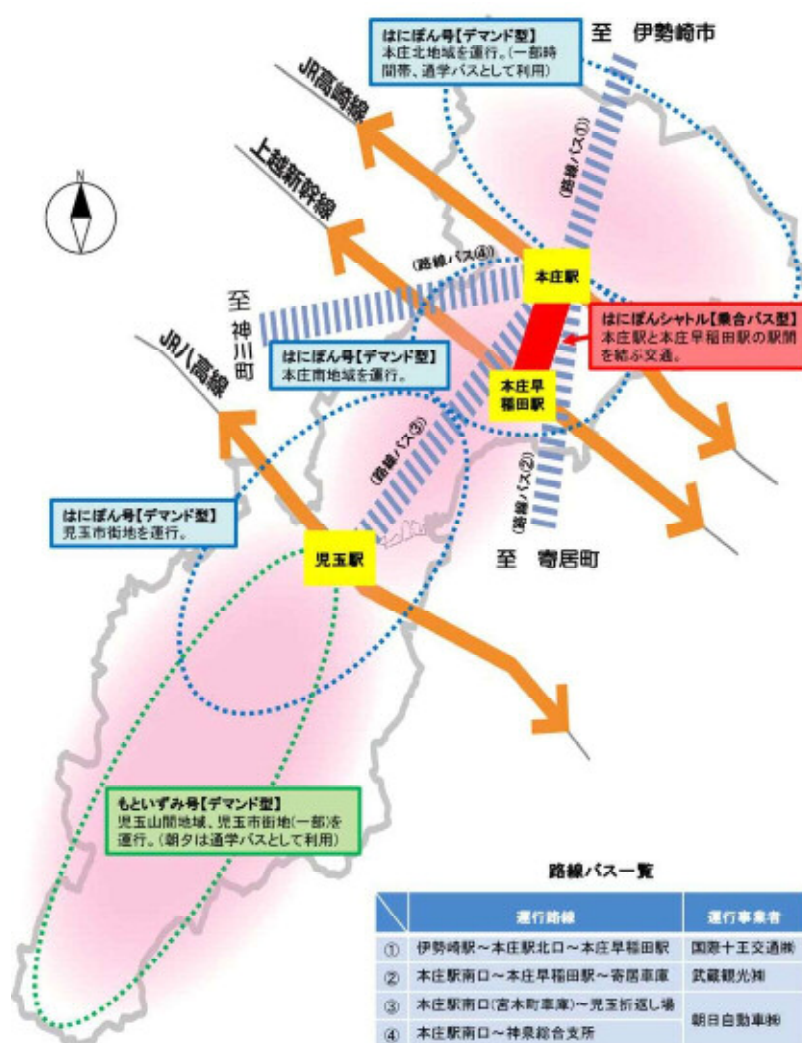 はにぽん号【デマンド型】
本庄北地域を運行。(一部時
間帯、通学バスとして利用)
至 伊勢崎市
JR高崎線
上越新幹線
(路線バス①)
N
(路線バス④)
本庄駅
至 神川町
はにぽんシャトル【乗合バス型】
本庄駅と本庄早稲田駅の駅間
を結ぶ交通。
はにぽん号【デマンド型】
本庄南地域を運行。
JR八高線
本庄早
稲田駅
(路線バス③)
(路線バス②)
はにぽん号【デマンド型】
児玉市街地を運行。
児玉駅
至 寄居町
もといずみ号【デマンド型】
児玉山間地域、児玉市街地(一部)を
運行。(朝夕は通学バスとして利用)
路線バス一覧
運行路線 運行事業者
① 伊勢崎駅～本庄駅北口～本庄早稲田駅 国際十王交通㈱
② 本庄駅南口～本庄早稲田駅～寄居車庫 武蔵観光㈱
③ 本庄駅南口(宮本町車庫)～児玉折返し場 朝日自動車㈱
④ 本庄駅南口～神泉総合支所